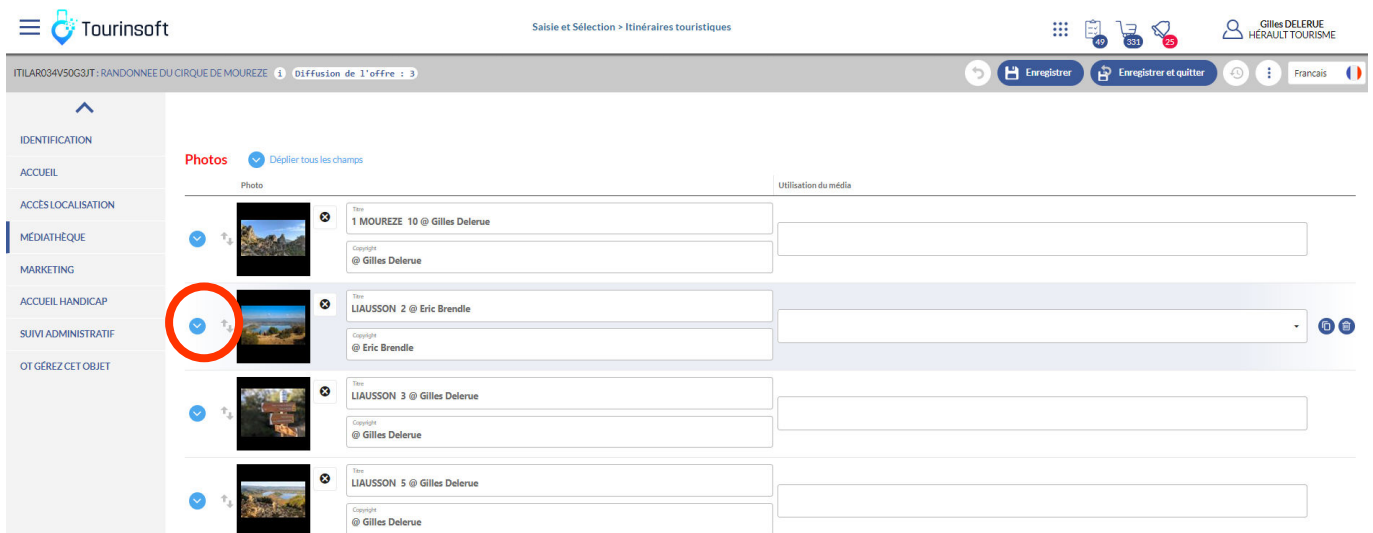 Tourinsoft
Saisie et Sélection > Itinéraires touristiques
49
331
25
Gilles DELERUE
HÉRAULT TOURISME
ITILAR034V50G3JT : RANDONNEE DU CIRQUE DE MOUREZE i Diffusion de l'offre : 3
Enregistrer
Enregistrer et quitter
Francais
IDENTIFICATION
ACCUEIL
ACCÈS LOCALISATION
MÉDIATHÈQUE
MARKETING
ACCUEIL HANDICAP
SUIVI ADMINISTRATIF
OT GÉREZ CET OBJET
Photos
Déplier tous les champs
Photo
Utilisation du média
Titre
1 MOUREZE 10 @ Gilles Delerue
Copyright
@ Gilles Delerue
Titre
LIAUSSON 2 @ Eric Brendle
Copyright
@ Eric Brendle
Titre
LIAUSSON 3 @ Gilles Delerue
Copyright
@ Gilles Delerue
Titre
LIAUSSON 5 @ Gilles Delerue
Copyright
@ Gilles Delerue